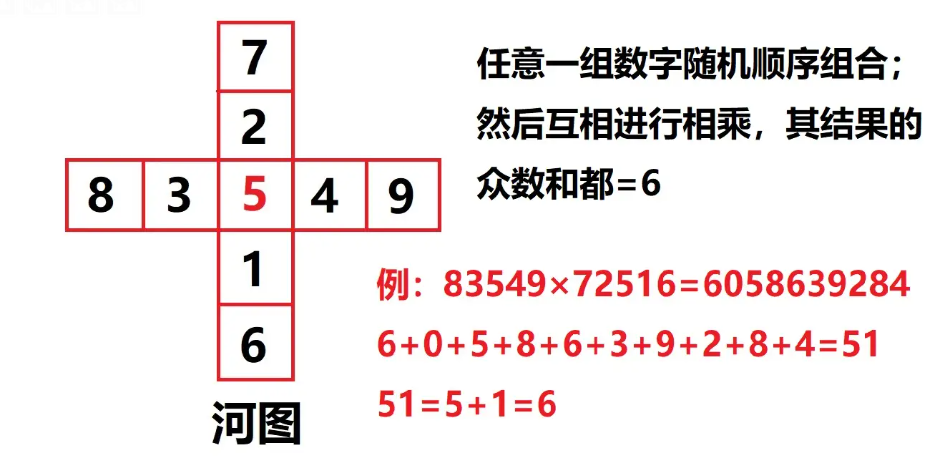 7
2
8 3 5 4 9
1
6
河图
任意一组数字随机顺序组合；
然后互相进行相乘，其结果的
众数和都=6
例：83549×72516=6058639284
6+0+5+8+6+3+9+2+8+4=51
51=5+1=6